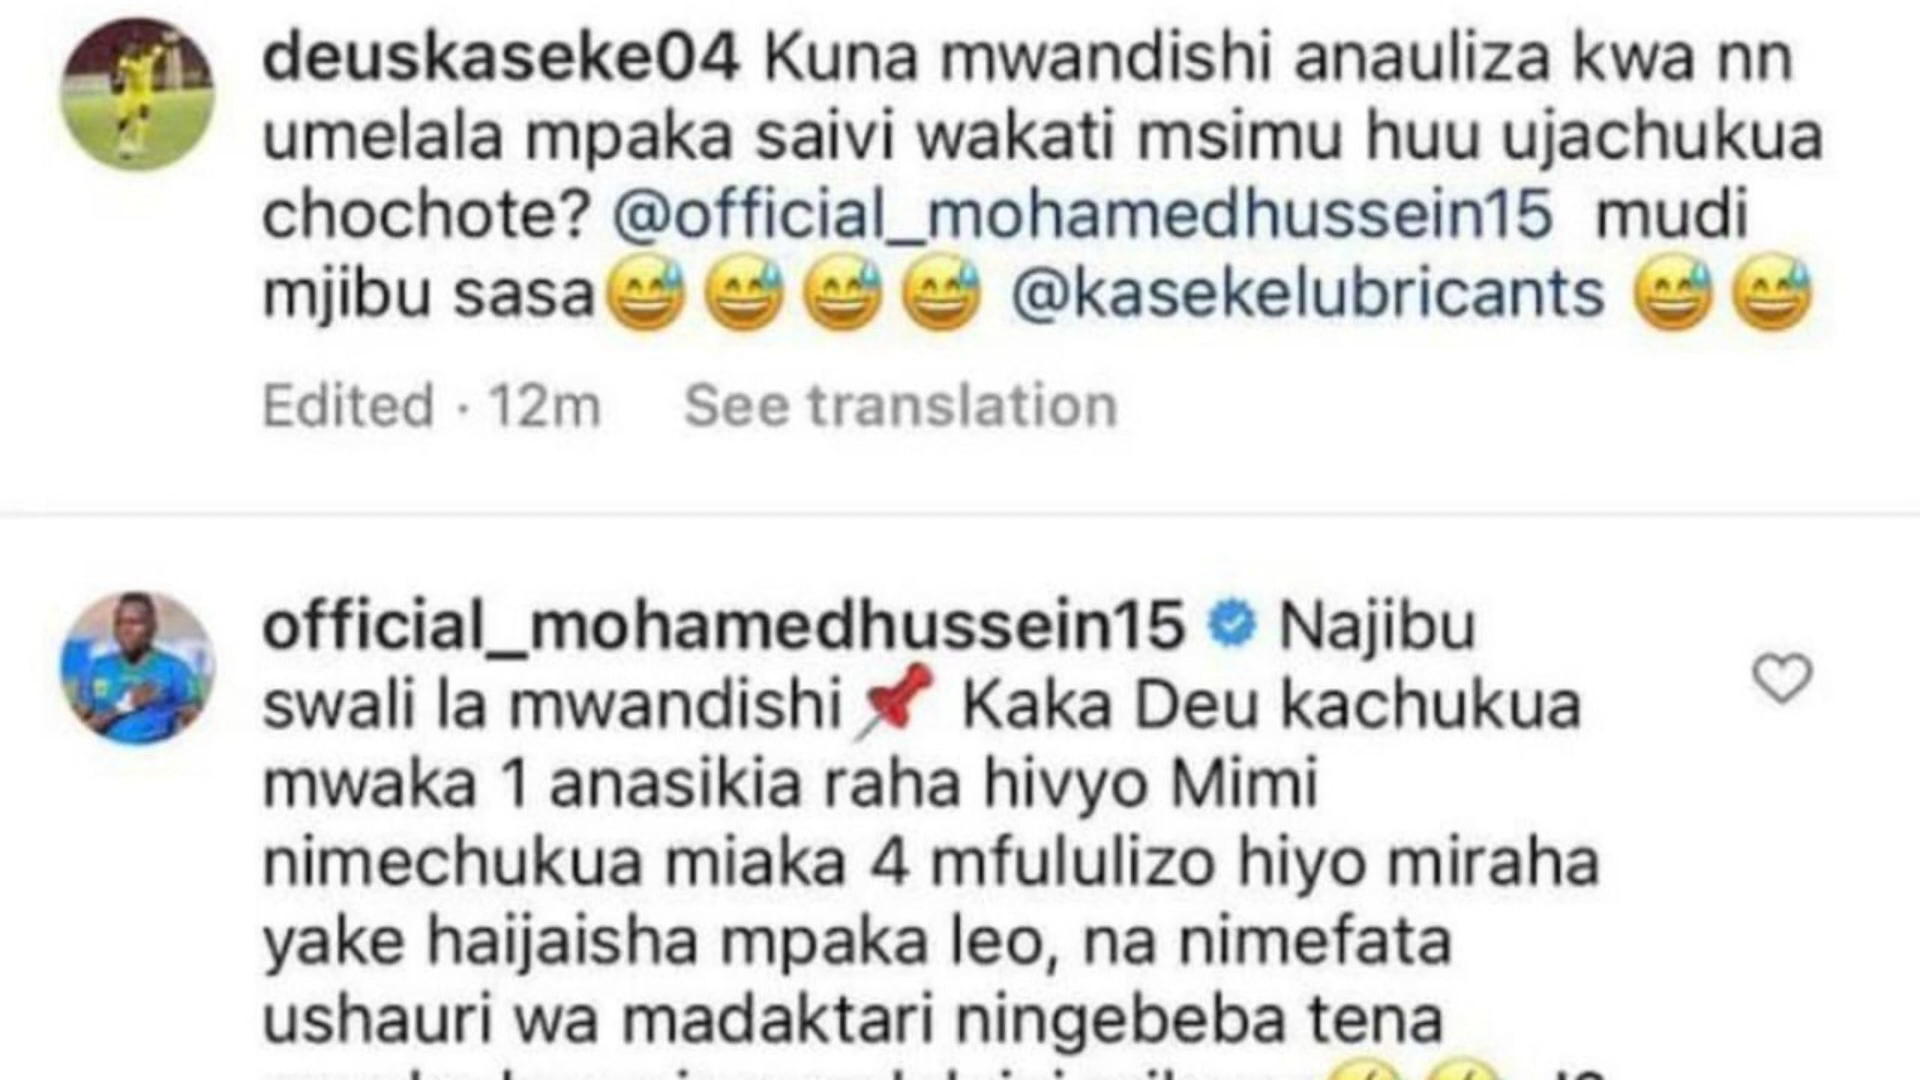 deuskaseke04 Kuna mwandishi anauliza kwa nn
umelala mpaka saivi wakati msimu huu ujachukua
chochote? @official_mohamedhussein15 mudi
mjibu sasa😅😅😅😅 @kasekelubricants 😅😅
Edited · 12m See translation
official_mohamedhussein15 Najibu
swali la mwandishi📌 Kaka Deu kachukua
mwaka 1 anasikia raha hivyo Mimi
nimechukua miaka 4 mfululizo hiyo miraha
yake haijaisha mpaka leo, na nimefata
ushauri wa madaktari ningebeba tena